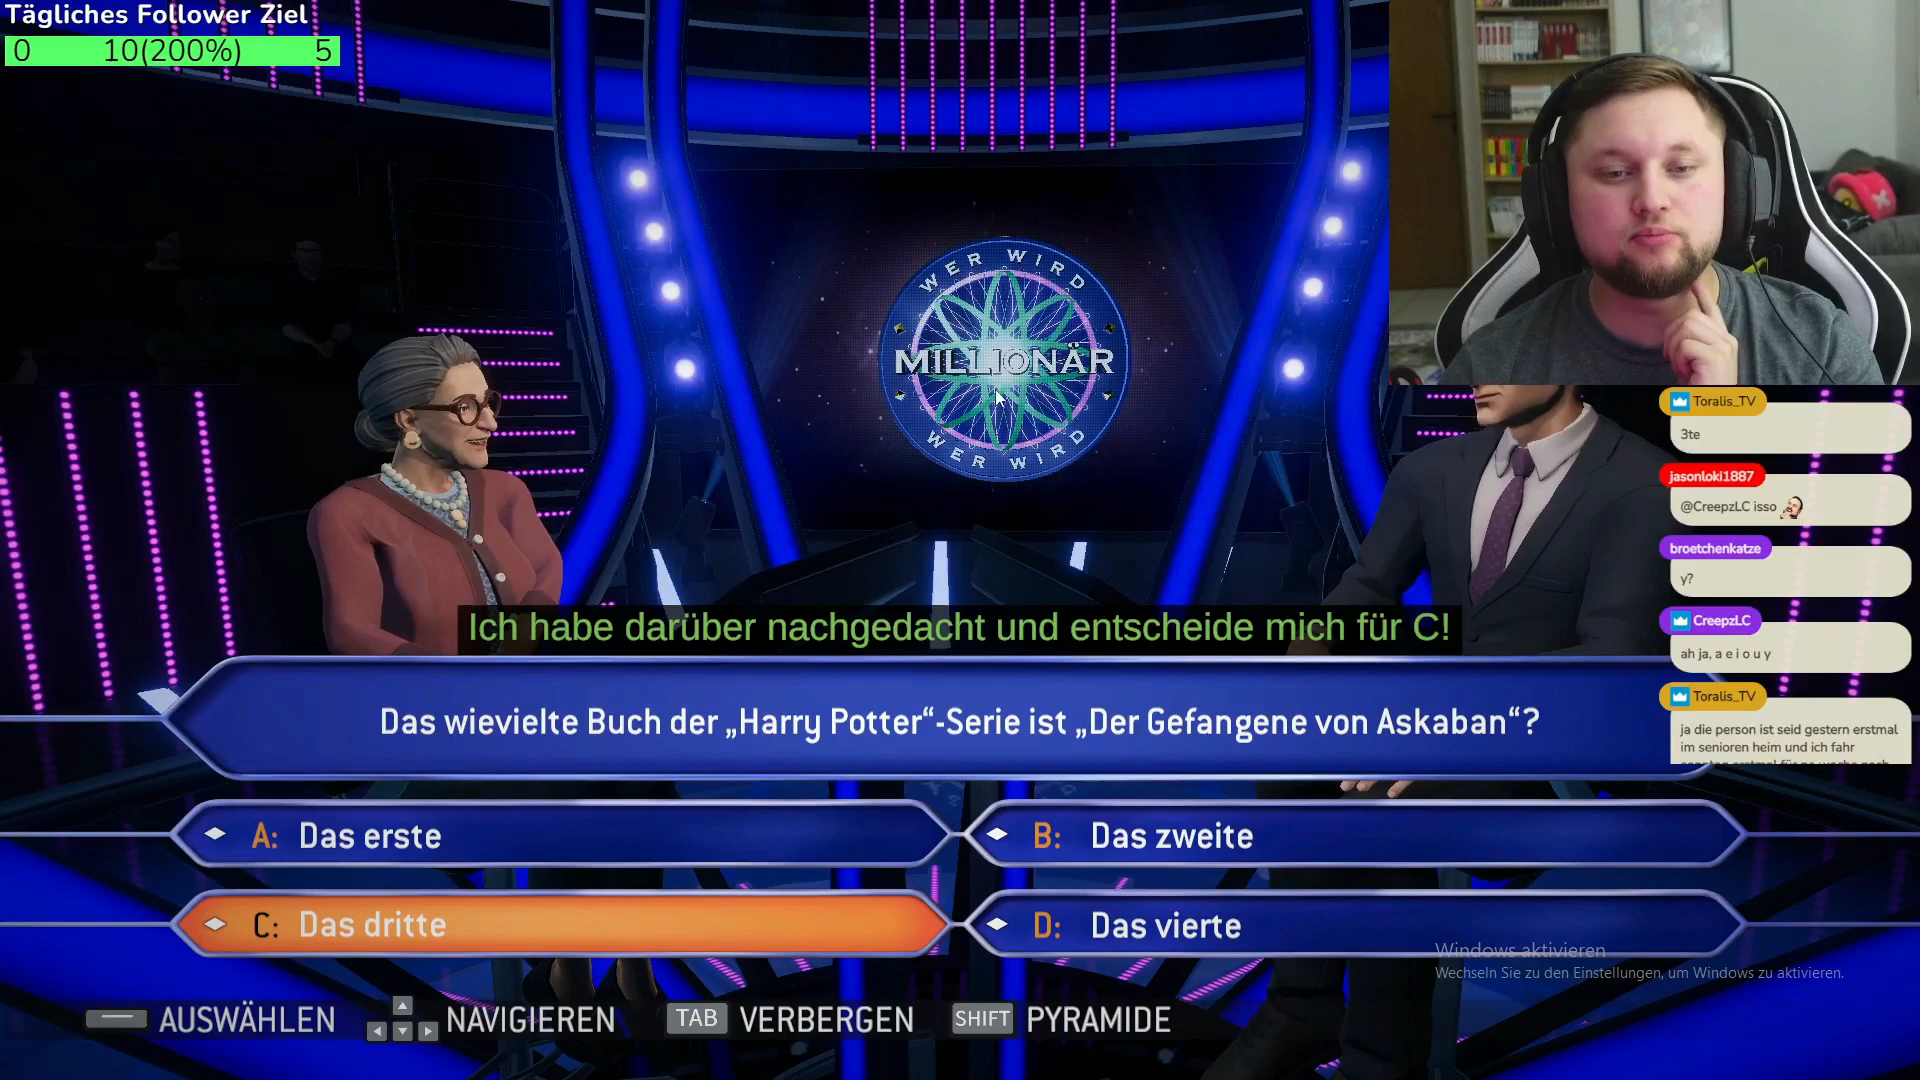 Tägliches Follower Ziel
0 10(200%) 5
WER WIRD
MILLIONÄR
WER WIRD
Toralis_TV
3te
jasonloki1887
@CreepzLC isso
broetchenkatze
y?
CreepzLC
ah ja, a e i o u y
Toralis_TV
ja die person ist seid gestern erstmal
im senioren heim und ich fahr
Ich habe darüber nachgedacht und entscheide mich für C!
Das wievielte Buch der „Harry Potter“-Serie ist „Der Gefangene von Askaban“?
A: Das erste
B: Das zweite
C: Das dritte
D: Das vierte
Windows aktivieren
Wechseln Sie zu den Einstellungen, um Windows zu aktivieren.
AUSWÄHLEN NAVIGIEREN TAB VERBERGEN SHIFT PYRAMIDE